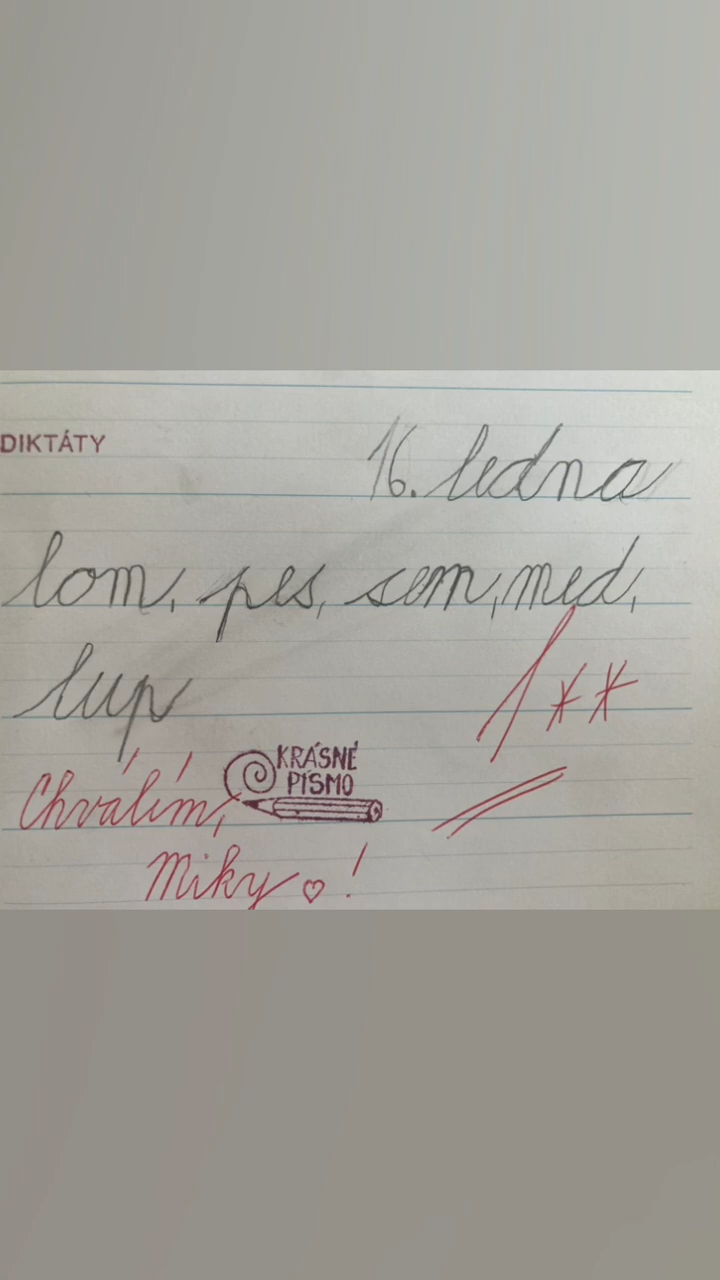 DIKTÁTY
16. ledna
lom, pes, sem, med,
lup
1**
KRÁSNÉ
PÍSMO
Chválím,
Miky ♡!